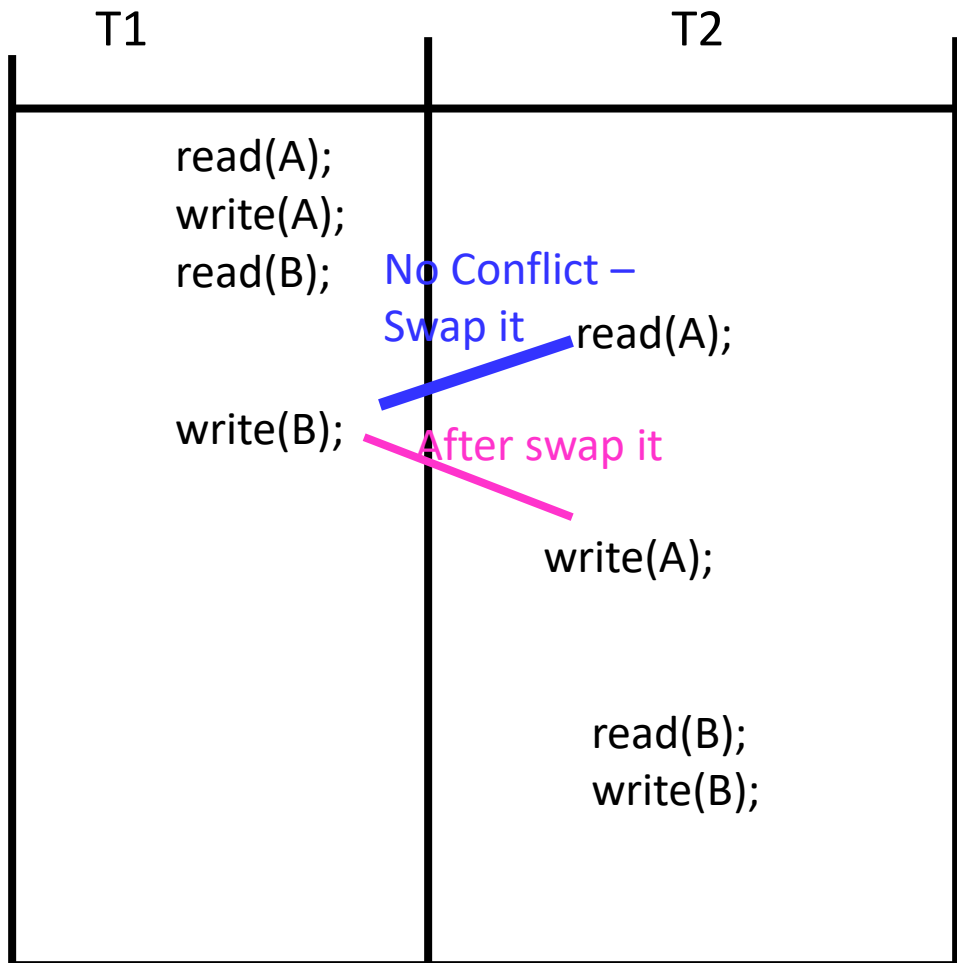 T1 T2
read(A);
write(A);
read(B);
No Conflict –
Swap it
read(A);
write(B);
After swap it
write(A);
read(B);
write(B);